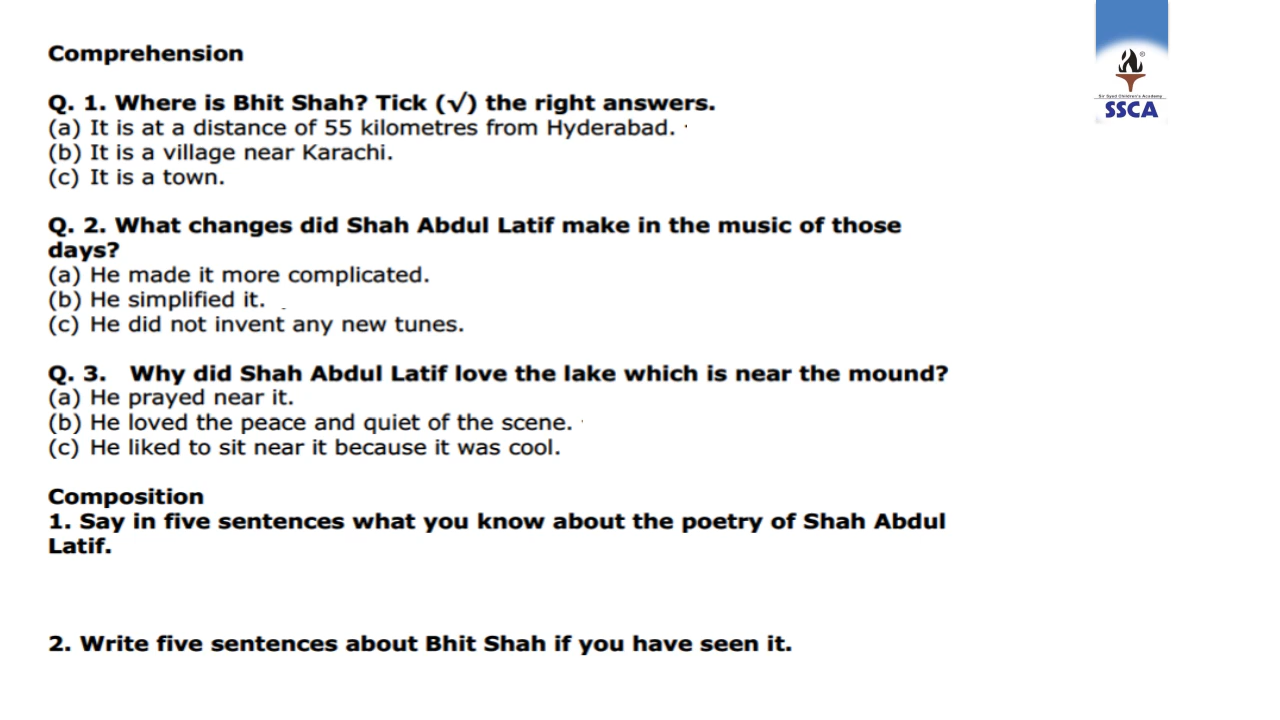 Comprehension
Q. 1. Where is Bhit Shah? Tick (√) the right answers.
(a) It is at a distance of 55 kilometres from Hyderabad.
(b) It is a village near Karachi.
(c) It is a town.
Q. 2. What changes did Shah Abdul Latif make in the music of those
days?
(a) He made it more complicated.
(b) He simplified it.
(c) He did not invent any new tunes.
Q. 3. Why did Shah Abdul Latif love the lake which is near the mound?
(a) He prayed near it.
(b) He loved the peace and quiet of the scene.
(c) He liked to sit near it because it was cool.
Composition
1. Say in five sentences what you know about the poetry of Shah Abdul
Latif.
2. Write five sentences about Bhit Shah if you have seen it.
®
Sir Syed Children's Academy
SSCA